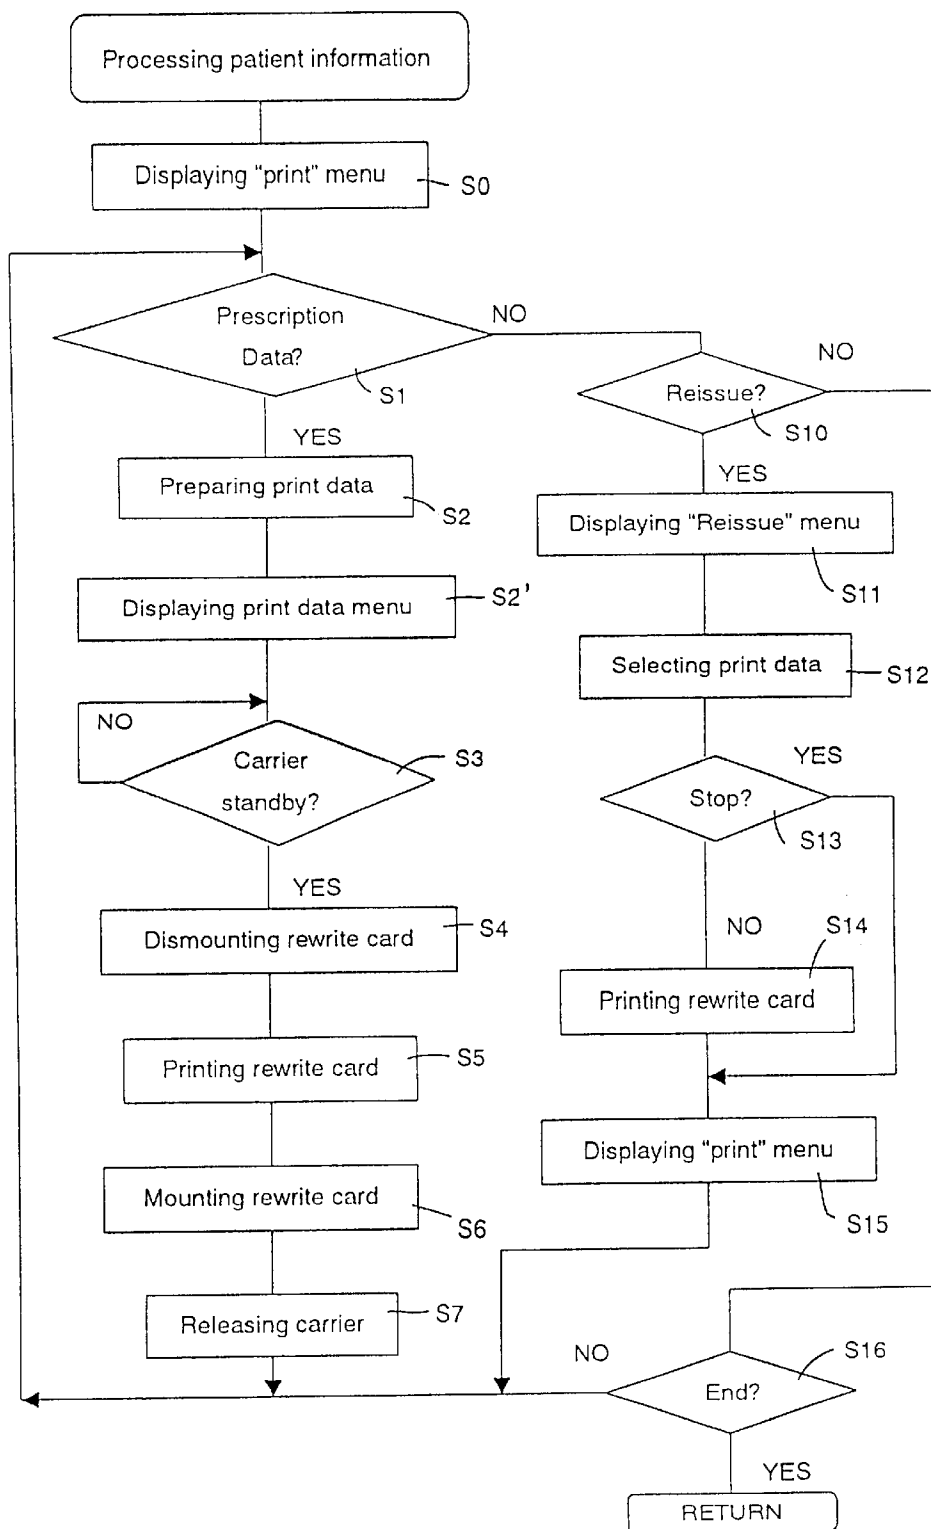 Processing patient information
Displaying “print” menu
S0
Prescription
Data?
S1
NO
YES
Preparing print data
S2
Displaying print data menu
S2'
NO
Carrier
standby?
S3
YES
Dismounting rewrite card
S4
Printing rewrite card
S5
Mounting rewrite card
S6
Releasing carrier
S7
Reissue?
S10
NO
YES
Displaying “Reissue” menu
S11
Selecting print data
S12
Stop?
S13
YES
NO
Printing rewrite card
S14
Displaying “print” menu
S15
End?
S16
NO
YES
RETURN